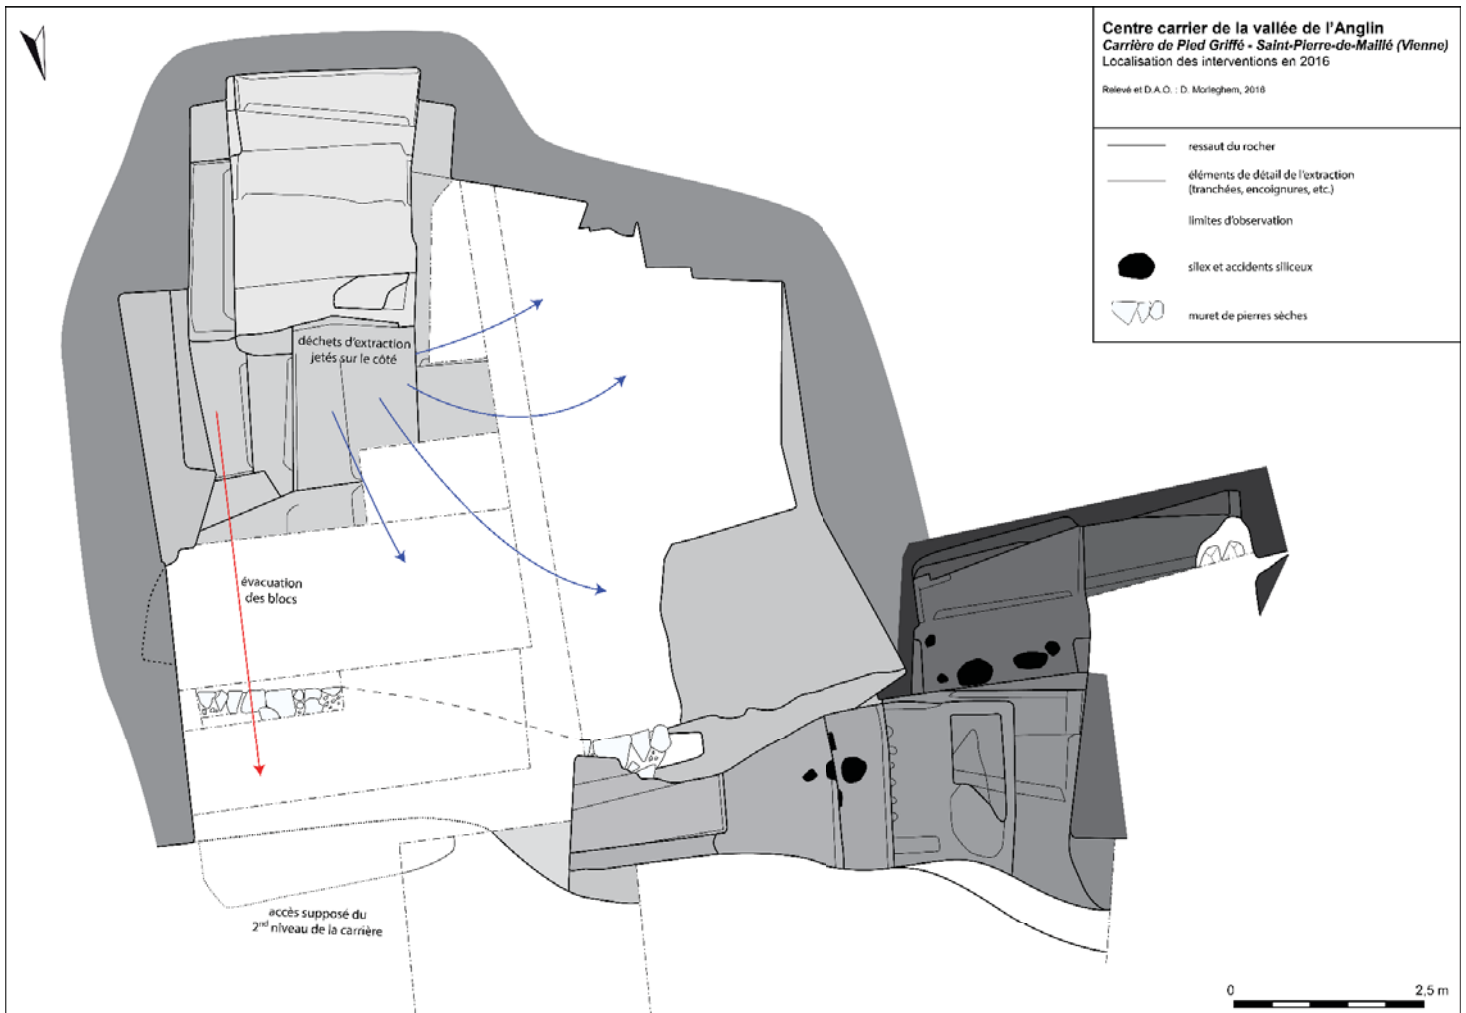 Centre carrier de la vallée de l'Anglin
Carrière de Pied Griffé - Saint-Pierre-de-Maillé (Vienne)
Localisation des interventions en 2016
Relevé et D.A.O. : D. Morleghem, 2016
ressaut du rocher
éléments de détail de l'extraction
(tranchées, encoignures, etc.)
limites d'observation
silex et accidents siliceux
muret de pierres sèches
déchets d'extraction
jetés sur le côté
évacuation
des blocs
accès supposé du
2nd niveau de la carrière
0 2,5 m